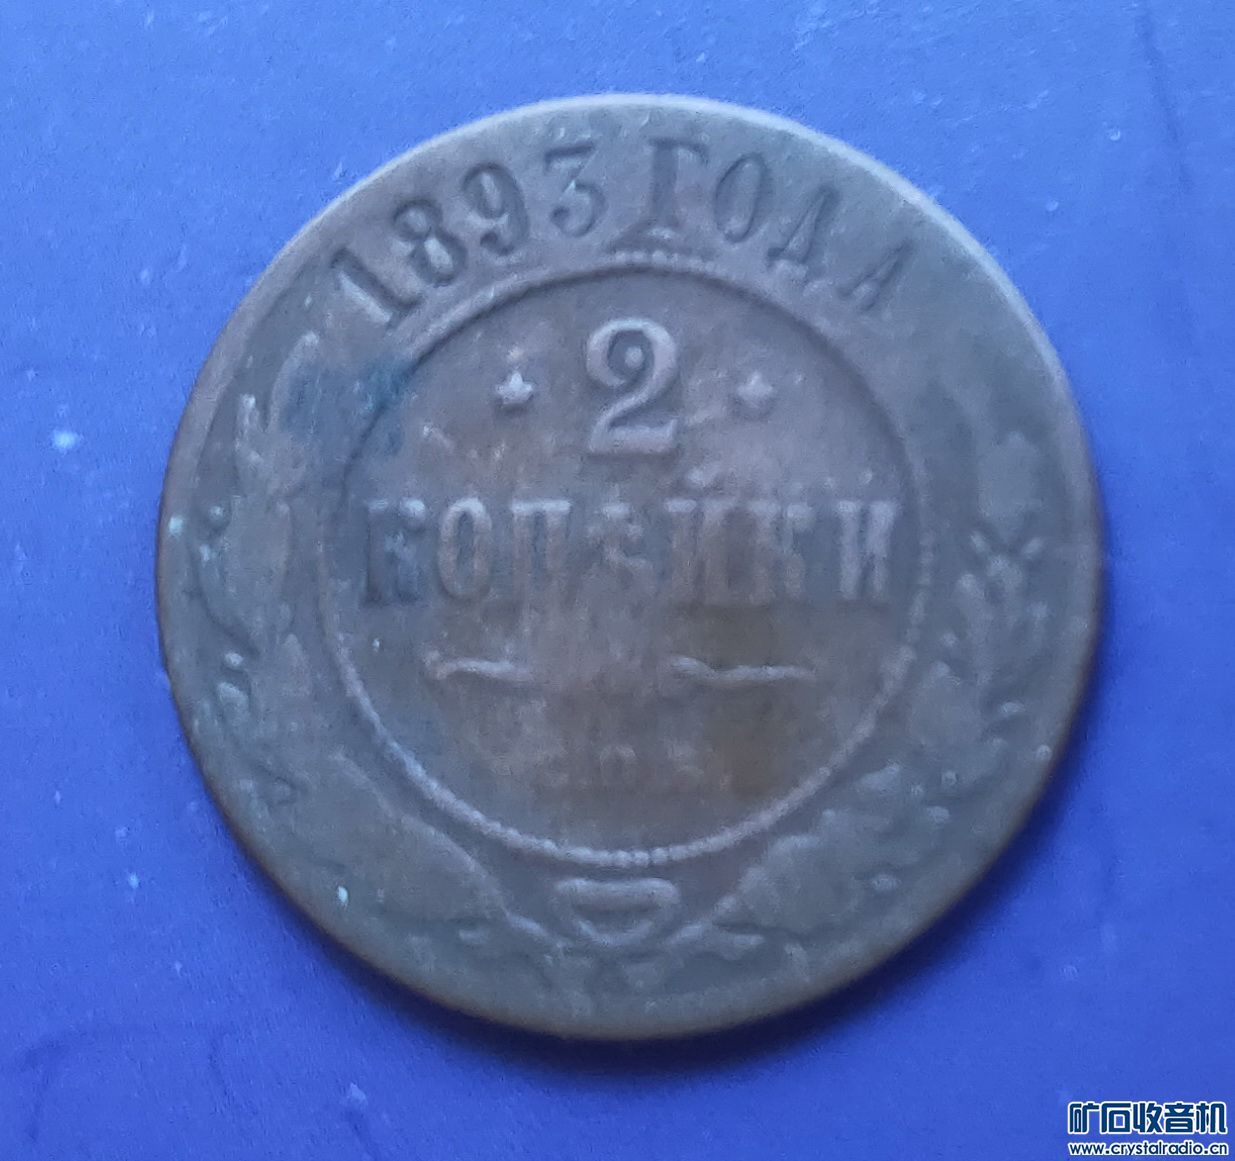 1893 ГОДА
2
КОПѢЙКИ
矿石收音机
www.crystalradio.cn